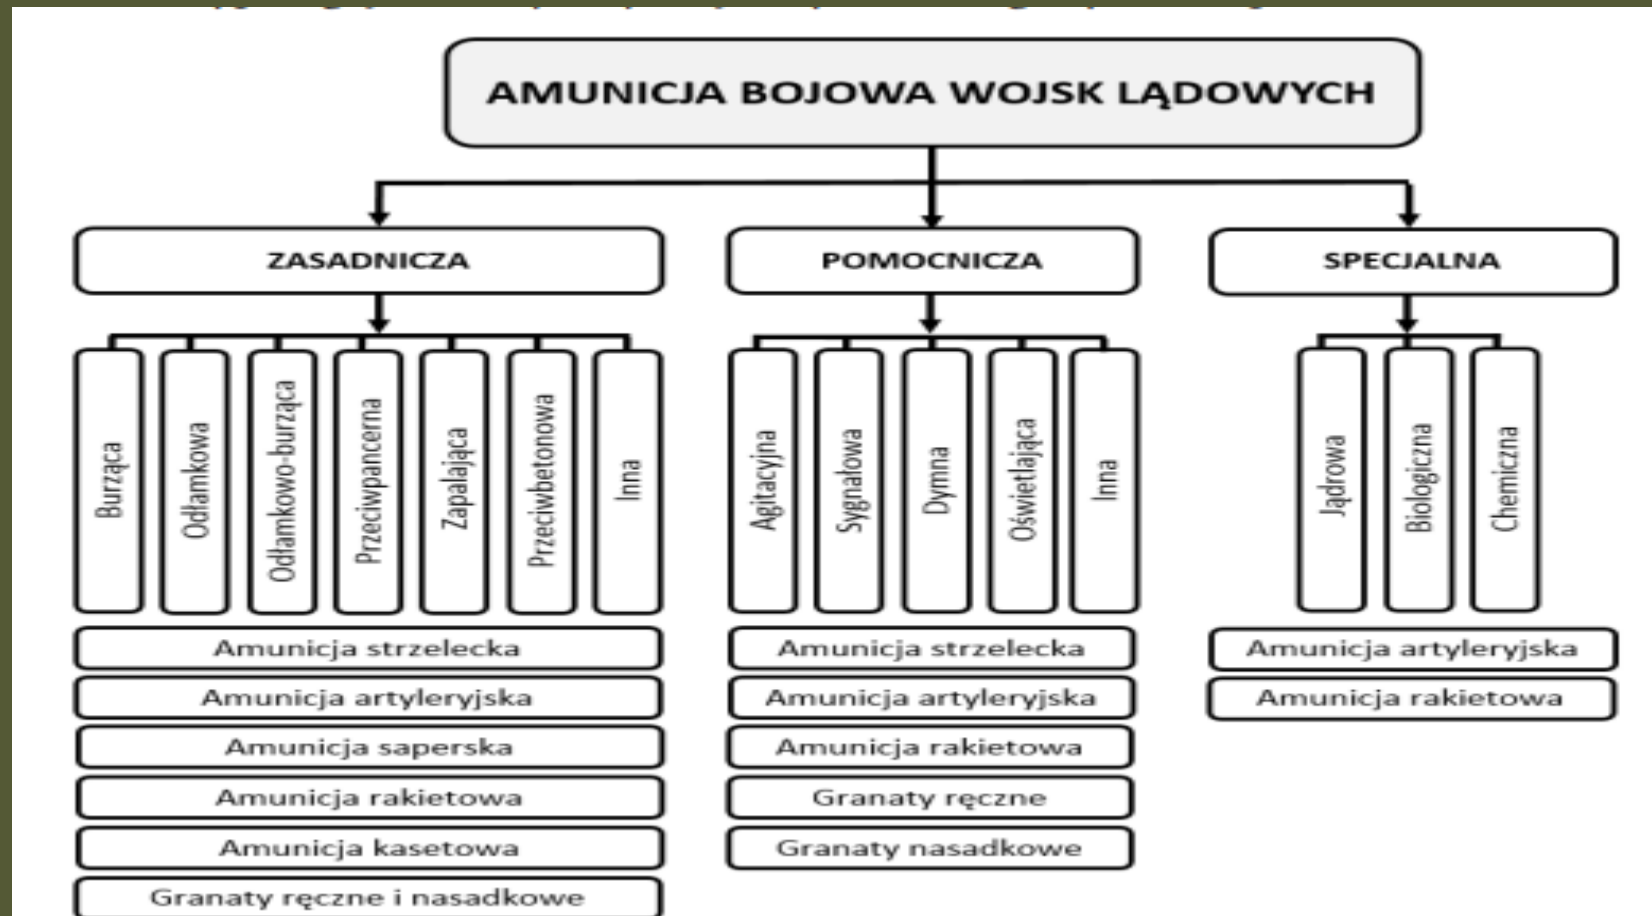 AMUNICJA BOJOWA WOJSK LĄDOWYCH
ZASADNICZA
POMOCNICZA
SPECJALNA
Burząca
Odłamkowa
Odłamkowo-burząca
Przeciwpancerna
Zapalająca
Przeciwbetonowa
Inna
Agitacyjna
Sygnałowa
Dymna
Oświetlająca
Inna
Jądrowa
Biologiczna
Chemiczna
Amunicja strzelecka
Amunicja artyleryjska
Amunicja saperska
Amunicja rakietowa
Amunicja kasetowa
Granaty ręczne i nasadkowe
Amunicja strzelecka
Amunicja artyleryjska
Amunicja rakietowa
Granaty ręczne
Granaty nasadkowe
Amunicja artyleryjska
Amunicja rakietowa